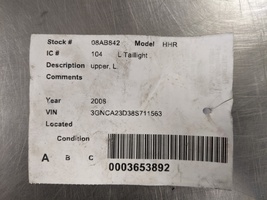 Stock # 08AB842 Model HHR
IC # 104 L Taillight
Description upper, L.
Comments
Year 2008
VIN 3GNCA23D38S711563
Located
Condition
A B C
0003653892